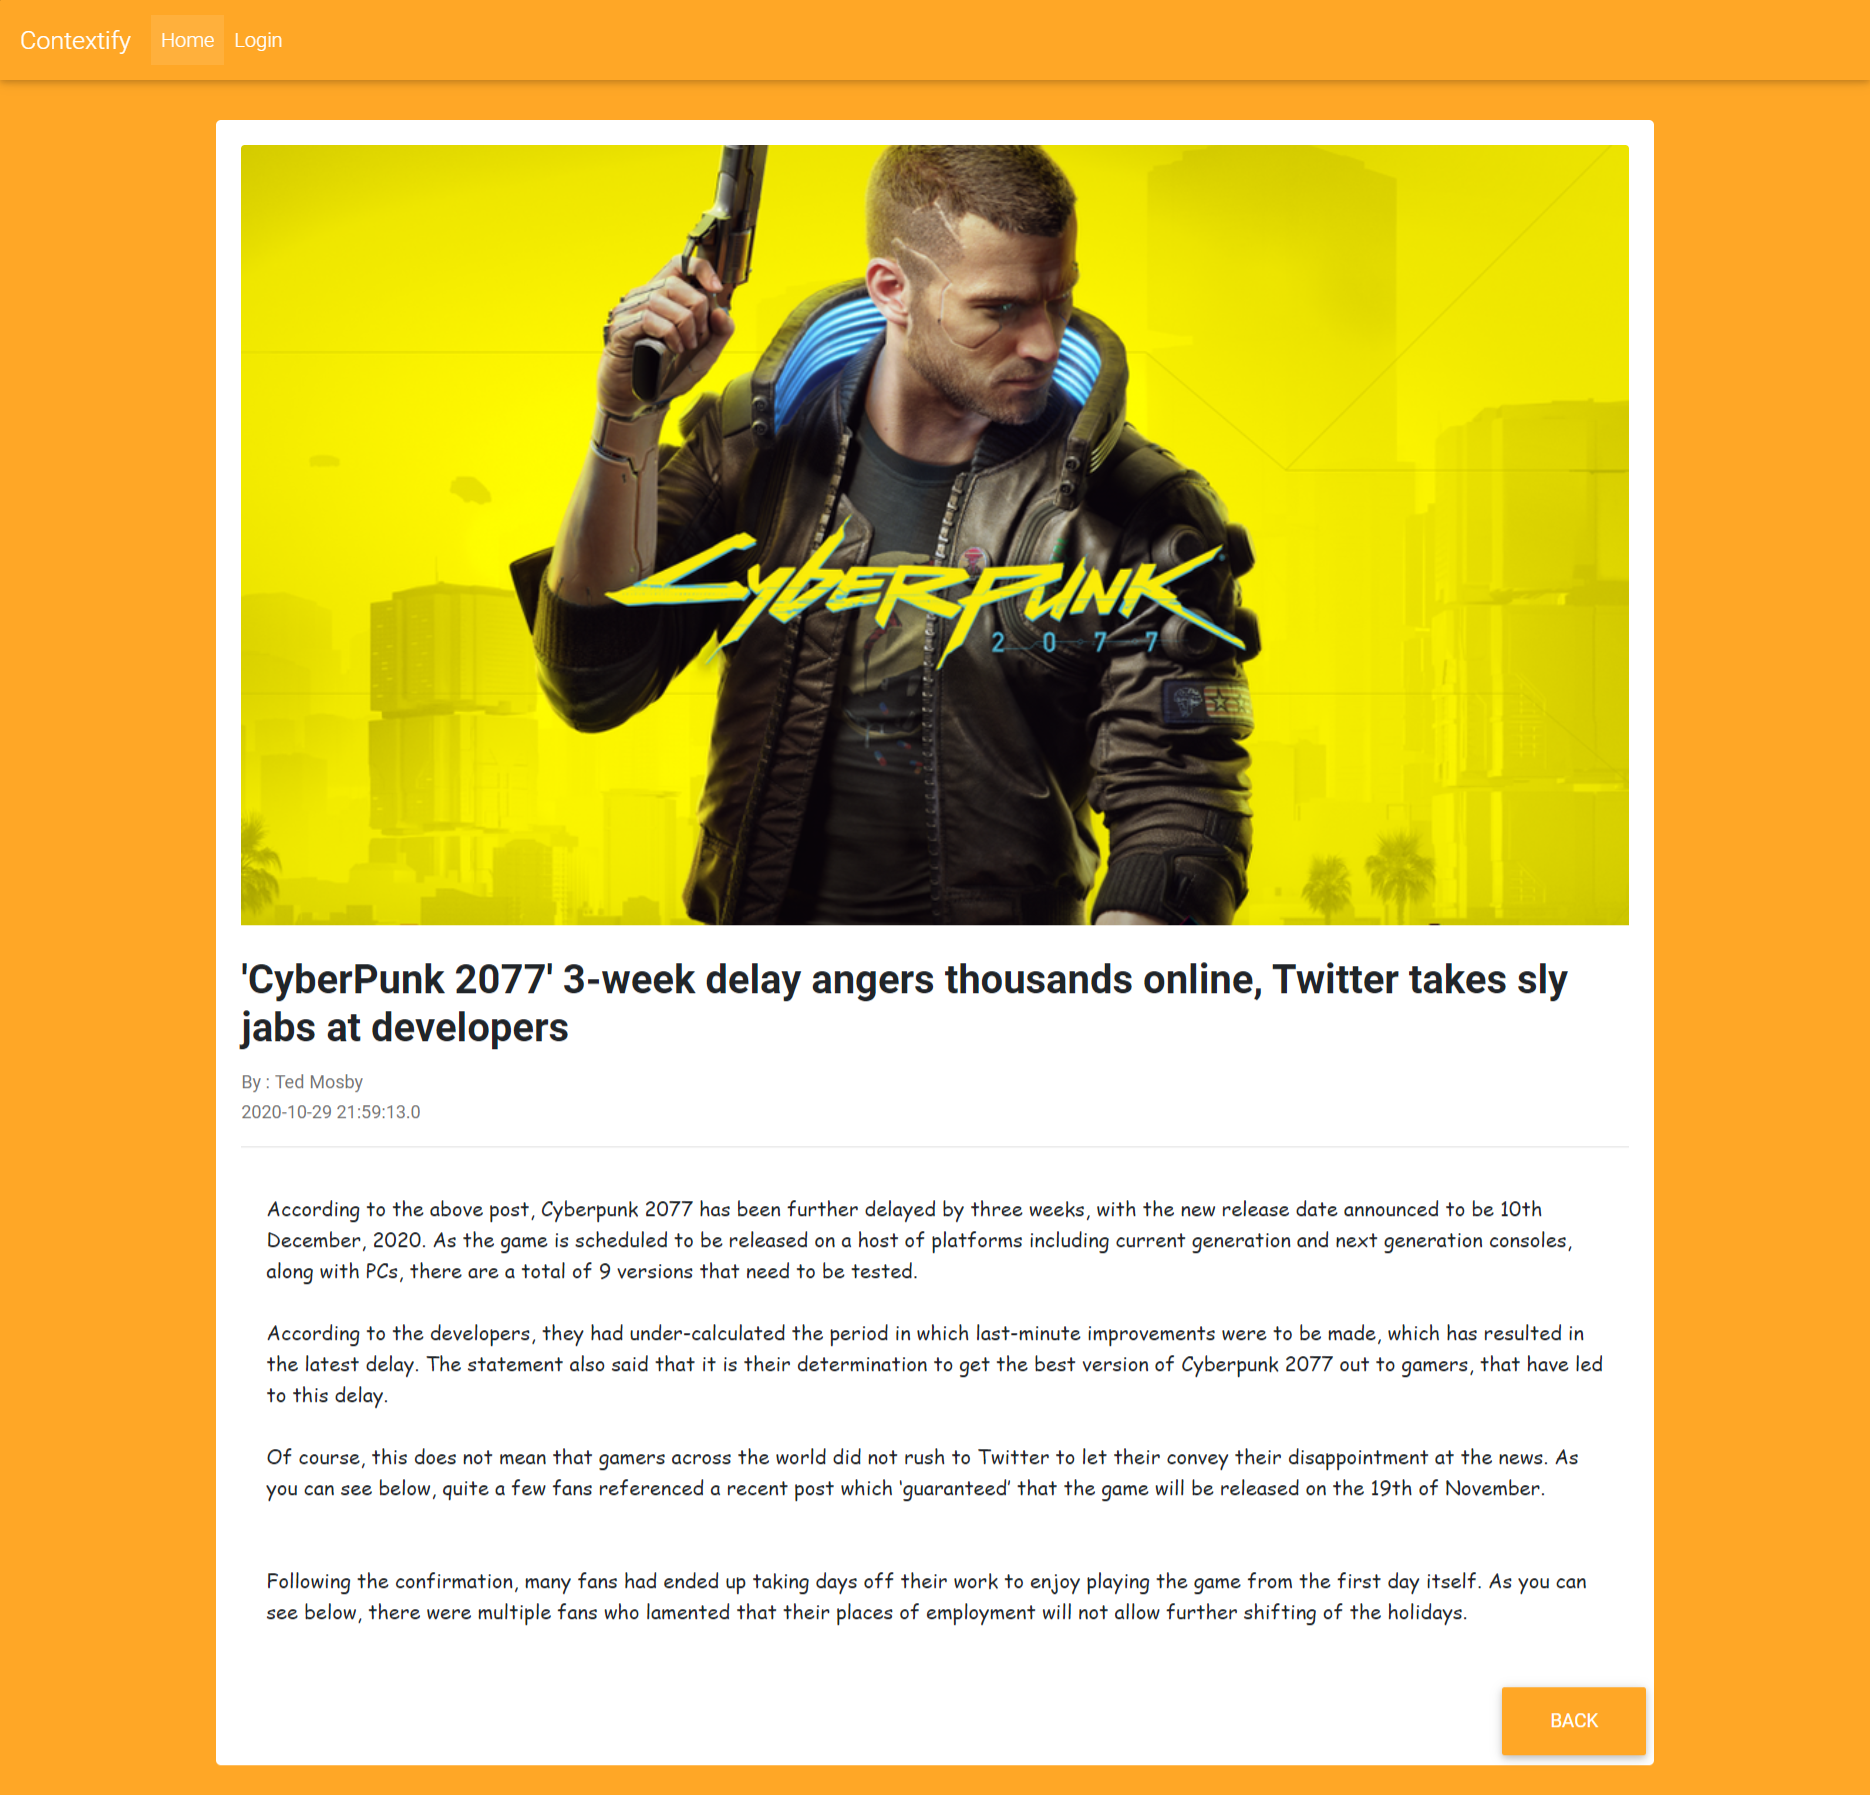 Contextify Home Login
CyberPunk
2077
'CyberPunk 2077' 3-week delay angers thousands online, Twitter takes sly
jabs at developers
By : Ted Mosby
2020-10-29 21:59:13.0
According to the above post, Cyberpunk 2077 has been further delayed by three weeks, with the new release date announced to be 10th
December, 2020. As the game is scheduled to be released on a host of platforms including current generation and next generation consoles,
along with PCs, there are a total of 9 versions that need to be tested.
According to the developers, they had under-calculated the period in which last-minute improvements were to be made, which has resulted in
the latest delay. The statement also said that it is their determination to get the best version of Cyberpunk 2077 out to gamers, that have led
to this delay.
Of course, this does not mean that gamers across the world did not rush to Twitter to let their convey their disappointment at the news. As
you can see below, quite a few fans referenced a recent post which ‘guaranteed’ that the game will be released on the 19th of November.
Following the confirmation, many fans had ended up taking days off their work to enjoy playing the game from the first day itself. As you can
see below, there were multiple fans who lamented that their places of employment will not allow further shifting of the holidays.
BACK